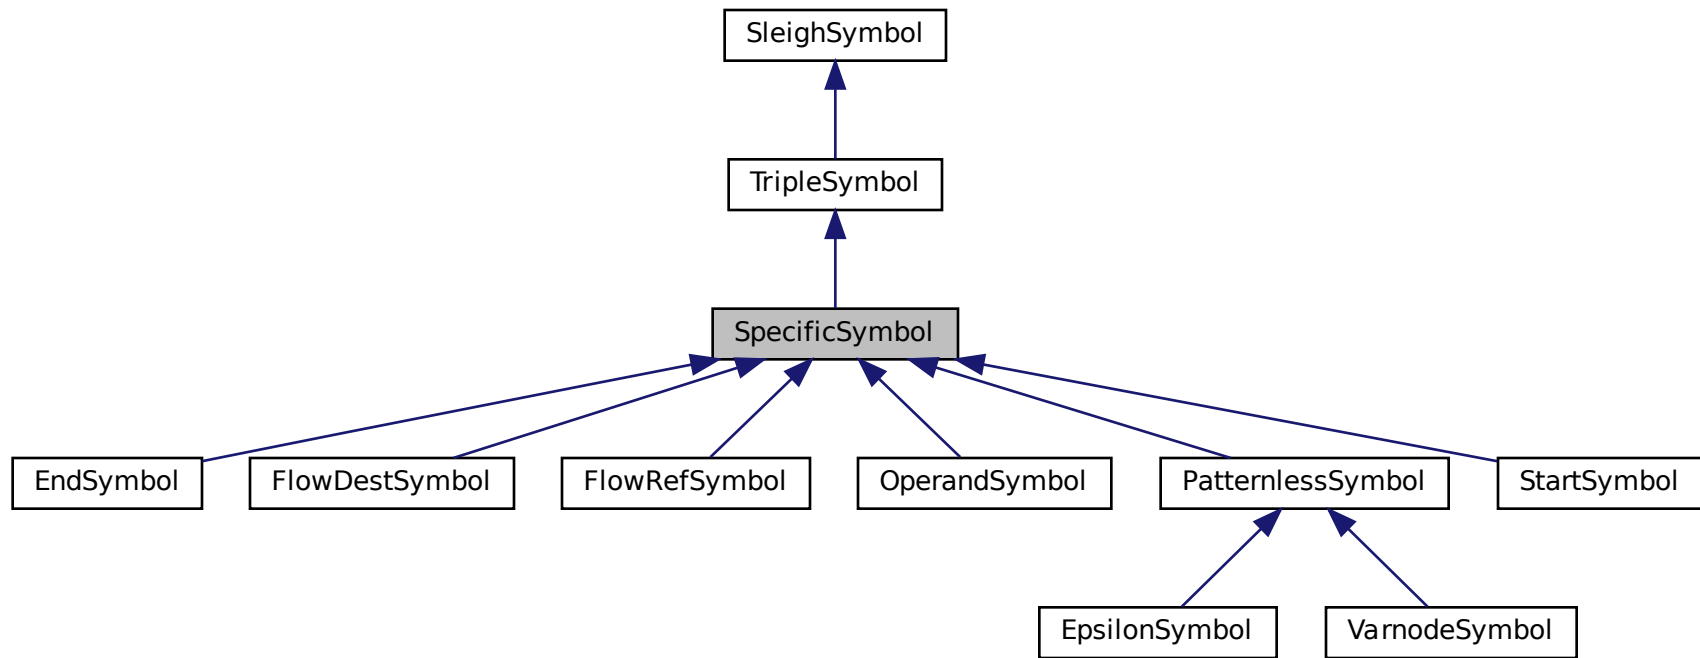 SleighSymbol
TripleSymbol
SpecificSymbol
EndSymbol
FlowDestSymbol
FlowRefSymbol
OperandSymbol
PatternlessSymbol
StartSymbol
EpsilonSymbol
VarnodeSymbol